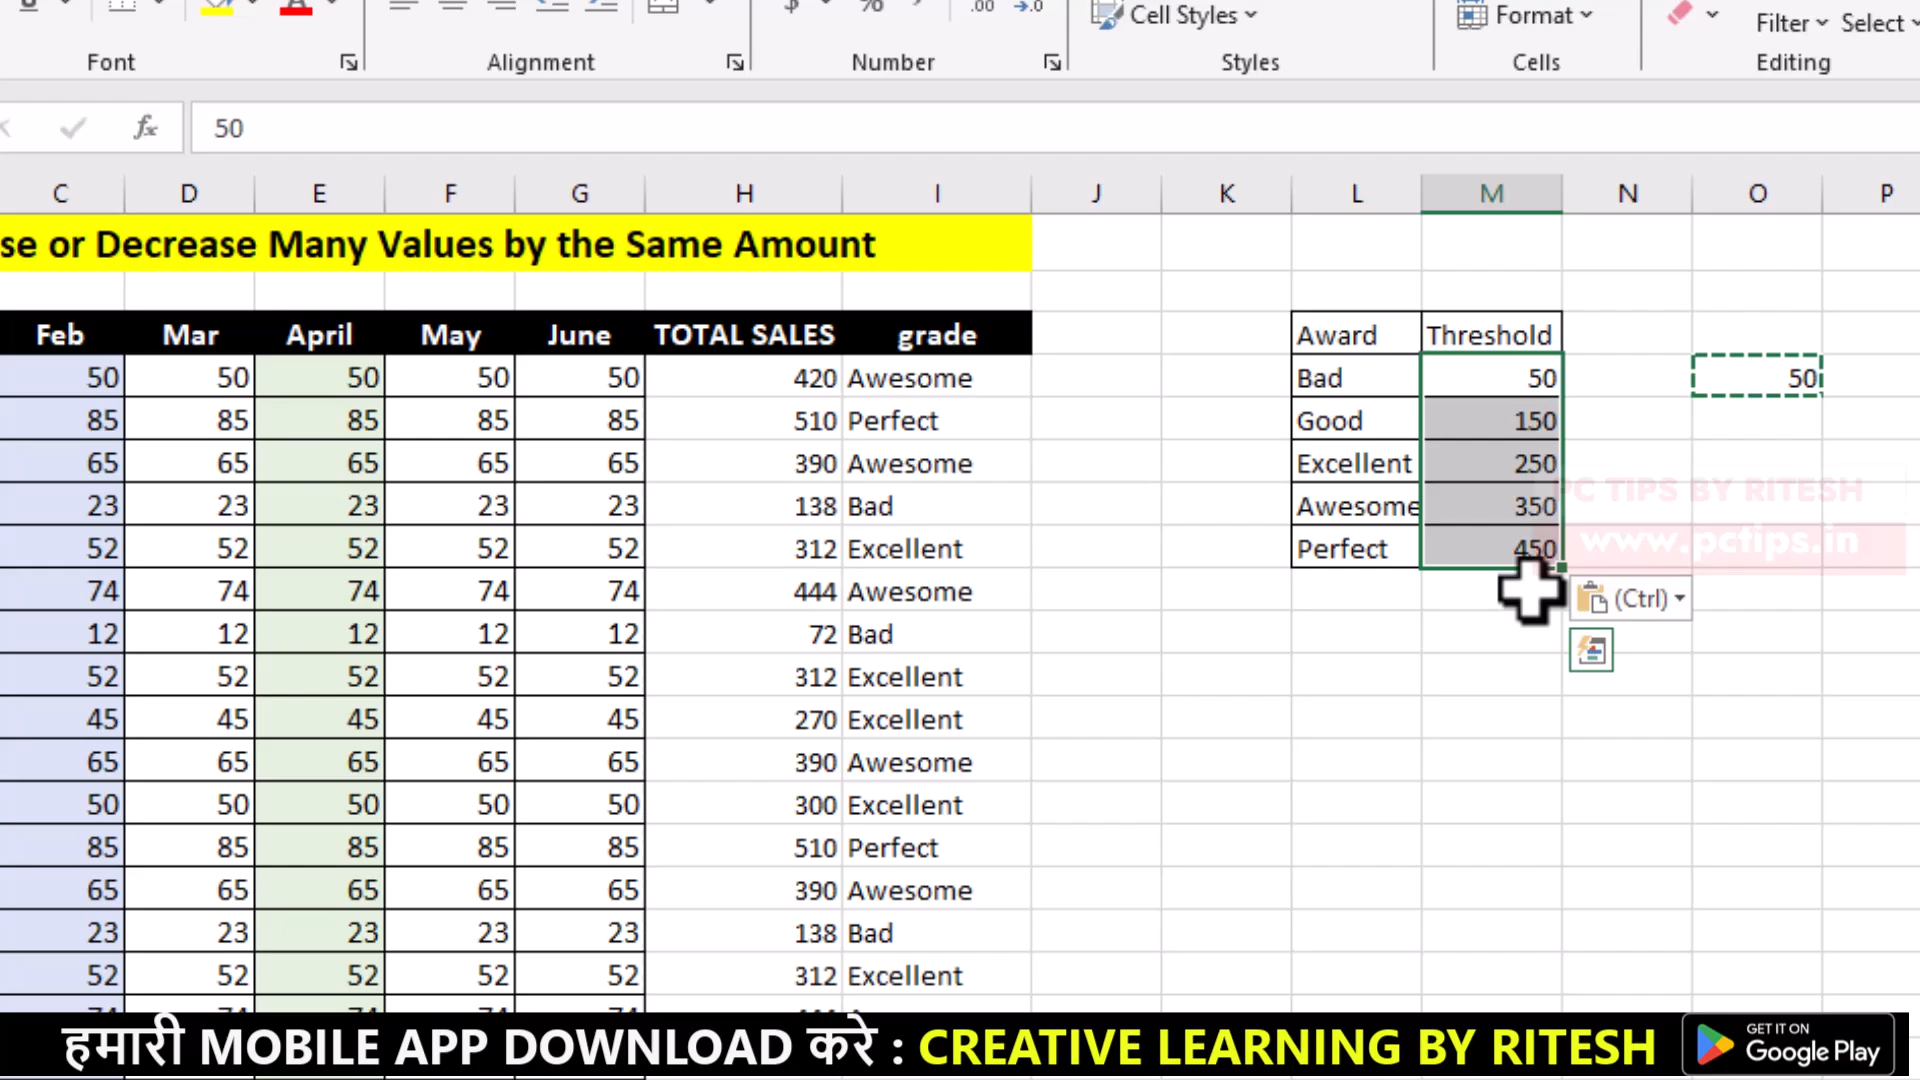 Cell Styles Format Filter Select
Font Alignment Number Styles Cells Editing
fx 50
C D E F G H I J K L M N O P
se or Decrease Many Values by the Same Amount
Feb Mar April May June TOTAL SALES grade Award Threshold
50 50 50 50 50 420 Awesome Bad 50 50
85 85 85 85 85 510 Perfect Good 150
65 65 65 65 65 390 Awesome Excellent 250
PC TIPS BY RITESH
23 23 23 23 23 138 Bad Awesome 350
52 52 52 52 52 312 Excellent Perfect 450
www.pctips.in
74 74 74 74 74 444 Awesome (Ctrl)
12 12 12 12 12 72 Bad
52 52 52 52 52 312 Excellent
45 45 45 45 45 270 Excellent
65 65 65 65 65 390 Awesome
50 50 50 50 50 300 Excellent
85 85 85 85 85 510 Perfect
65 65 65 65 65 390 Awesome
23 23 23 23 23 138 Bad
52 52 52 52 52 312 Excellent
हमारी MOBILE APP DOWNLOAD करे : CREATIVE LEARNING BY RITESH
GET IT ON
Google Play